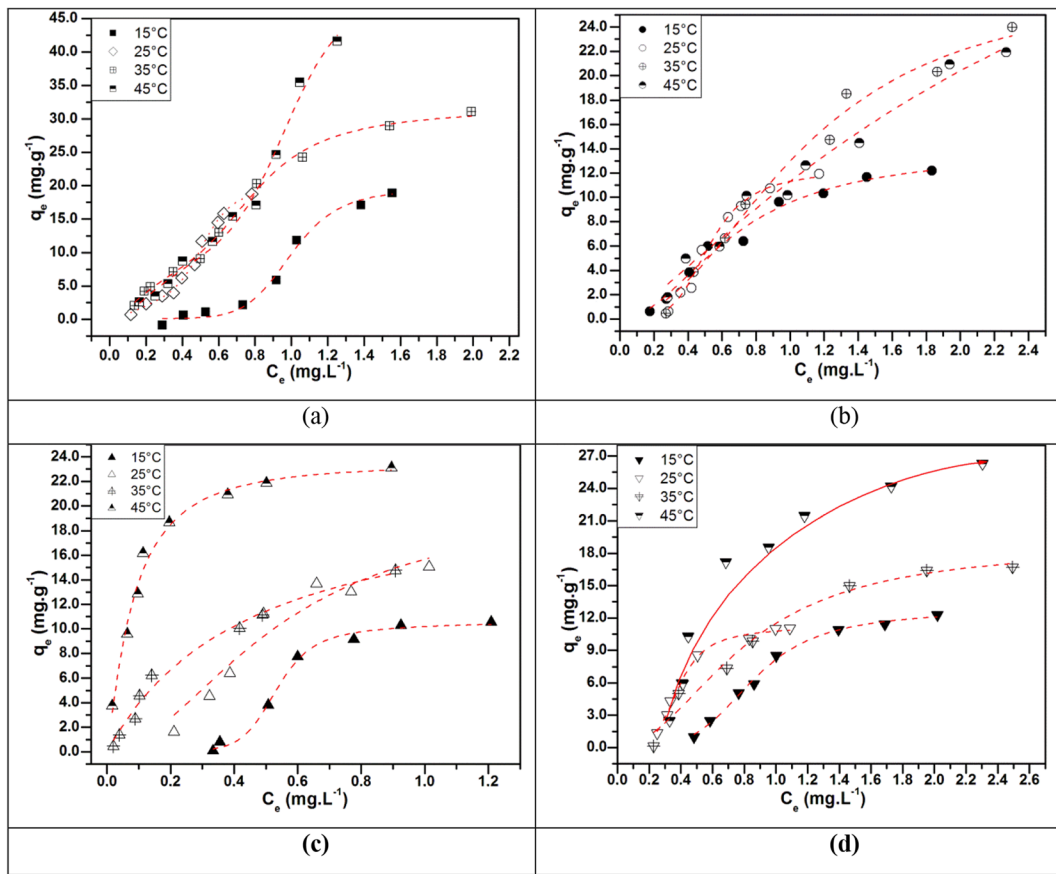 45.0
40.0
35.0
30.0
25.0
20.0
15.0
10.0
5.0
0.0
qe (mg.g-1)
15°C
25°C
35°C
45°C
0.0 0.2 0.4 0.6 0.8 1.0 1.2 1.4 1.6 1.8 2.0 2.2
Ce (mg.L-1)
(a)
24.0
22.0
20.0
18.0
16.0
14.0
12.0
10.0
8.0
6.0
4.0
2.0
0.0
qe (mg.g-1)
15°C
25°C
35°C
45°C
0.0 0.2 0.4 0.6 0.8 1.0 1.2 1.4 1.6 1.8 2.0 2.2 2.4
Ce (mg.L-1)
(b)
24.0
22.0
20.0
18.0
16.0
14.0
12.0
10.0
8.0
6.0
4.0
2.0
0.0
qe (mg.g-1)
15°C
25°C
35°C
45°C
0.0 0.2 0.4 0.6 0.8 1.0 1.2
Ce (mg.L-1)
(c)
27.0
24.0
21.0
18.0
15.0
12.0
9.0
6.0
3.0
0.0
qe (mg.g-1)
15°C
25°C
35°C
45°C
0.0 0.2 0.4 0.6 0.8 1.0 1.2 1.4 1.6 1.8 2.0 2.2 2.4
Ce (mg.L-1)
(d)